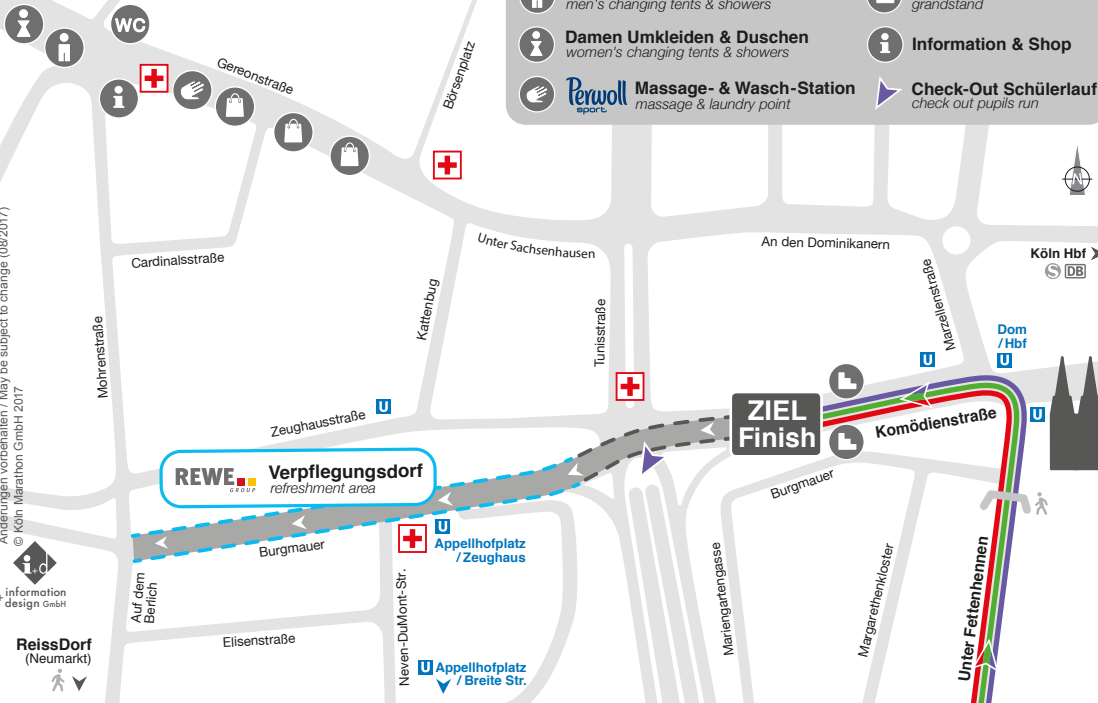 men's changing tents & showers
grandstand
Damen Umkleiden & Duschen
women's changing tents & showers
i
Information & Shop
Perwoll
sport
Massage- & Wasch-Station
massage & laundry point
Check-Out Schülerlauf
check out pupils run
WC
i
Gereonstraße
Börsenplatz
N
Unter Sachsenhausen
An den Dominikanern
Köln Hbf
S DB
Cardinalsstraße
Mohrenstraße
Kattenbug
Tunisstraße
Marzellenstraße
Dom
/Hbf
U
U
U
Zeughausstraße
U
ZIEL
Finish
Komödienstraße
REWE
GROUP
Verpflegungsdorf
refreshment area
Burgmauer
U
Appellhofplatz
/Zeughaus
Burgmauer
Auf dem
Berlich
Elisenstraße
Neven-DuMont-Str.
U Appellhofplatz
/ Breite Str.
Mariengartengasse
Margarethenkloster
Unter Fettenhennen
Änderungen vorbehalten / May be subject to change (08/2017)
© Köln Marathon GmbH 2017
i+d
information
design GmbH
ReissDorf
(Neumarkt)